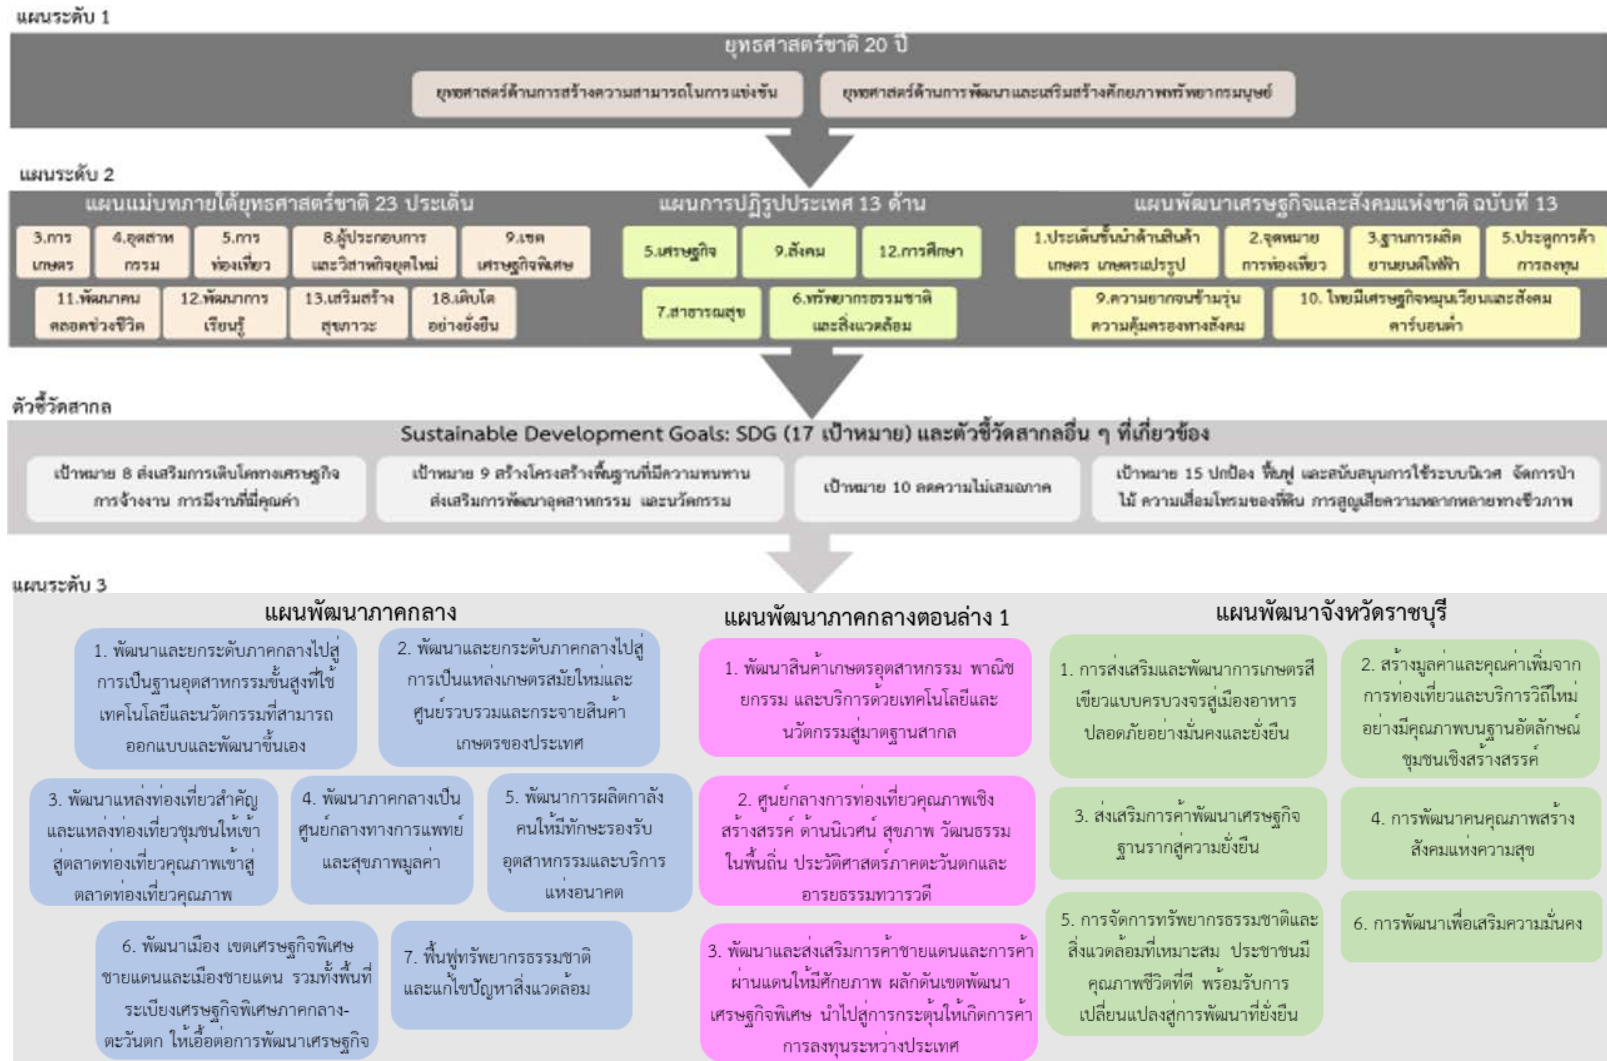 แผนระดับ 1
ยุทธศาสตร์ชาติ 20 ปี
ยุทธศาสตร์ด้านการสร้างความสามารถในการแข่งขัน
ยุทธศาสตร์ด้านการพัฒนาและเสริมสร้างศักยภาพทรัพยากรมนุษย์
แผนระดับ 2
แผนแม่บทภายใต้ยุทธศาสตร์ชาติ 23 ประเด็น
3.การ
เกษตร
4.อุตสาห
กรรม
5.การ
ท่องเที่ยว
8.ผู้ประกอบการ
และวิสาหกิจยุคใหม่
9.เขต
เศรษฐกิจพิเศษ
11.พัฒนาคน
ตลอดช่วงชีวิต
12.พัฒนาการ
เรียนรู้
13.เสริมสร้าง
สุขภาวะ
18.เติบโต
อย่างยั่งยืน
แผนการปฏิรูปประเทศ 13 ด้าน
5.เศรษฐกิจ
9.สังคม
12.การศึกษา
7.สาธารณสุข
6.ทรัพยากรธรรมชาติ
และสิ่งแวดล้อม
แผนพัฒนาเศรษฐกิจและสังคมแห่งชาติ ฉบับที่ 13
1.ประเด็นชั้นนำด้านสินค้า
เกษตร เกษตรแปรรูป
2.จุดหมาย
การท่องเที่ยว
3.ฐานการผลิต
ยานยนต์ไฟฟ้า
5.ประตูการค้า
การลงทุน
9.ความยากจนข้ามรุ่น
ความคุ้มครองทางสังคม
10. ไทยมีเศรษฐกิจหมุนเวียนและสังคม
คาร์บอนต่ำ
ตัวชี้วัดสากล
Sustainable Development Goals: SDG (17 เป้าหมาย) และตัวชี้วัดสากลอื่น ๆ ที่เกี่ยวข้อง
เป้าหมาย 8 ส่งเสริมการเติบโตทางเศรษฐกิจ
การจ้างงาน การมีงานที่มีคุณค่า
เป้าหมาย 9 สร้างโครงสร้างพื้นฐานที่มีความทนทาน
ส่งเสริมการพัฒนาอุตสาหกรรม และนวัตกรรม
เป้าหมาย 10 ลดความไม่เสมอภาค
เป้าหมาย 15 ปกป้อง ฟื้นฟู และสนับสนุนการใช้ระบบนิเวศ จัดการป่า
ไม้ ความเสื่อมโทรมของที่ดิน การสูญเสียความหลากหลายทางชีวภาพ
แผนระดับ 3
แผนพัฒนาภาคกลาง
1. พัฒนาและยกระดับภาคกลางไปสู่
การเป็นฐานอุตสาหกรรมขั้นสูงที่ใช้
เทคโนโลยีและนวัตกรรมที่สามารถ
ออกแบบและพัฒนาขึ้นเอง
2. พัฒนาและยกระดับภาคกลางไปสู่
การเป็นแหล่งเกษตรสมัยใหม่และ
ศูนย์รวบรวมและกระจายสินค้า
เกษตรของประเทศ
3. พัฒนาแหล่งท่องเที่ยวสำคัญ
และแหล่งท่องเที่ยวชุมชนให้เข้า
สู่ตลาดท่องเที่ยวคุณภาพเข้าสู่
ตลาดท่องเที่ยวคุณภาพ
4. พัฒนาภาคกลางเป็น
ศูนย์กลางทางการแพทย์
และสุขภาพมูลค่า
5. พัฒนาการผลิตกาลัง
คนให้มีทักษะรองรับ
อุตสาหกรรมและบริการ
แห่งอนาคต
6. พัฒนาเมือง เขตเศรษฐกิจพิเศษ
ชายแดนและเมืองชายแดน รวมทั้งพื้นที่
ระเบียงเศรษฐกิจพิเศษภาคกลาง-
ตะวันตก ให้เอื้อต่อการพัฒนาเศรษฐกิจ
7. ฟื้นฟูทรัพยากรธรรมชาติ
และแก้ไขปัญหาสิ่งแวดล้อม
แผนพัฒนาภาคกลางตอนล่าง 1
1. พัฒนาสินค้าเกษตรอุตสาหกรรม พาณิช
ยกรรม และบริการด้วยเทคโนโลยีและ
นวัตกรรมสู่มาตฐานสากล
2. ศูนย์กลางการท่องเที่ยวคุณภาพเชิง
สร้างสรรค์ ด้านนิเวศน์ สุขภาพ วัฒนธรรม
ในพื้นถิ่น ประวัติศาสตร์ภาคตะวันตกและ
อารยธรรมทวารวดี
3. พัฒนาและส่งเสริมการค้าชายแดนและการค้า
ผ่านแดนให้มีศักยภาพ ผลักดันเขตพัฒนา
เศรษฐกิจพิเศษ นำไปสู่การกระตุ้นให้เกิดการค้า
การลงทุนระหว่างประเทศ
แผนพัฒนาจังหวัดราชบุรี
1. การส่งเสริมและพัฒนาการเกษตรสี
เขียวแบบครบวงจรสู่เมืองอาหาร
ปลอดภัยอย่างมั่นคงและยั่งยืน
2. สร้างมูลค่าและคุณค่าเพิ่มจาก
การท่องเที่ยวและบริการวิถีใหม่
อย่างมีคุณภาพบนฐานอัตลักษณ์
ชุมชนเชิงสร้างสรรค์
3. ส่งเสริมการค้าพัฒนาเศรษฐกิจ
ฐานรากสู่ความยั่งยืน
4. การพัฒนาคนคุณภาพสร้าง
สังคมแห่งความสุข
5. การจัดการทรัพยากรธรรมชาติและ
สิ่งแวดล้อมที่เหมาะสม ประชาชนมี
คุณภาพชีวิตที่ดี พร้อมรับการ
เปลี่ยนแปลงสู่การพัฒนาที่ยั่งยืน
6. การพัฒนาเพื่อเสริมความมั่นคง